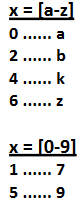 x = [a-z]
0 ...... a
2 ...... b
4 ...... k
6 ...... z
x = [0-9]
1 ...... 7
5 ...... 9